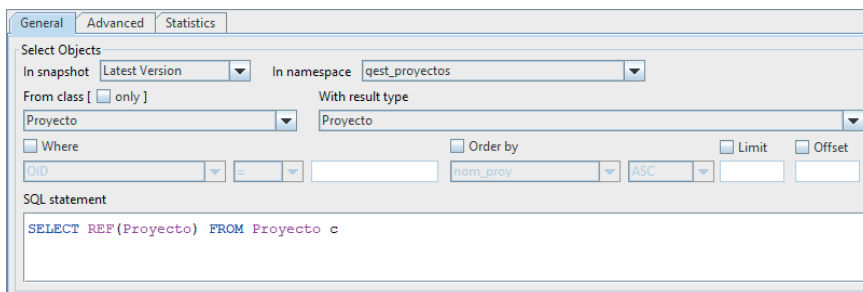 General Advanced Statistics
Select Objects
In snapshot Latest Version In namespace qest_proyectos
From class [ only ] With result type
Proyecto Proyecto
Where Order by Limit Offset
OID = nom_proy ASC
SQL statement
SELECT REF(Proyecto) FROM Proyecto c